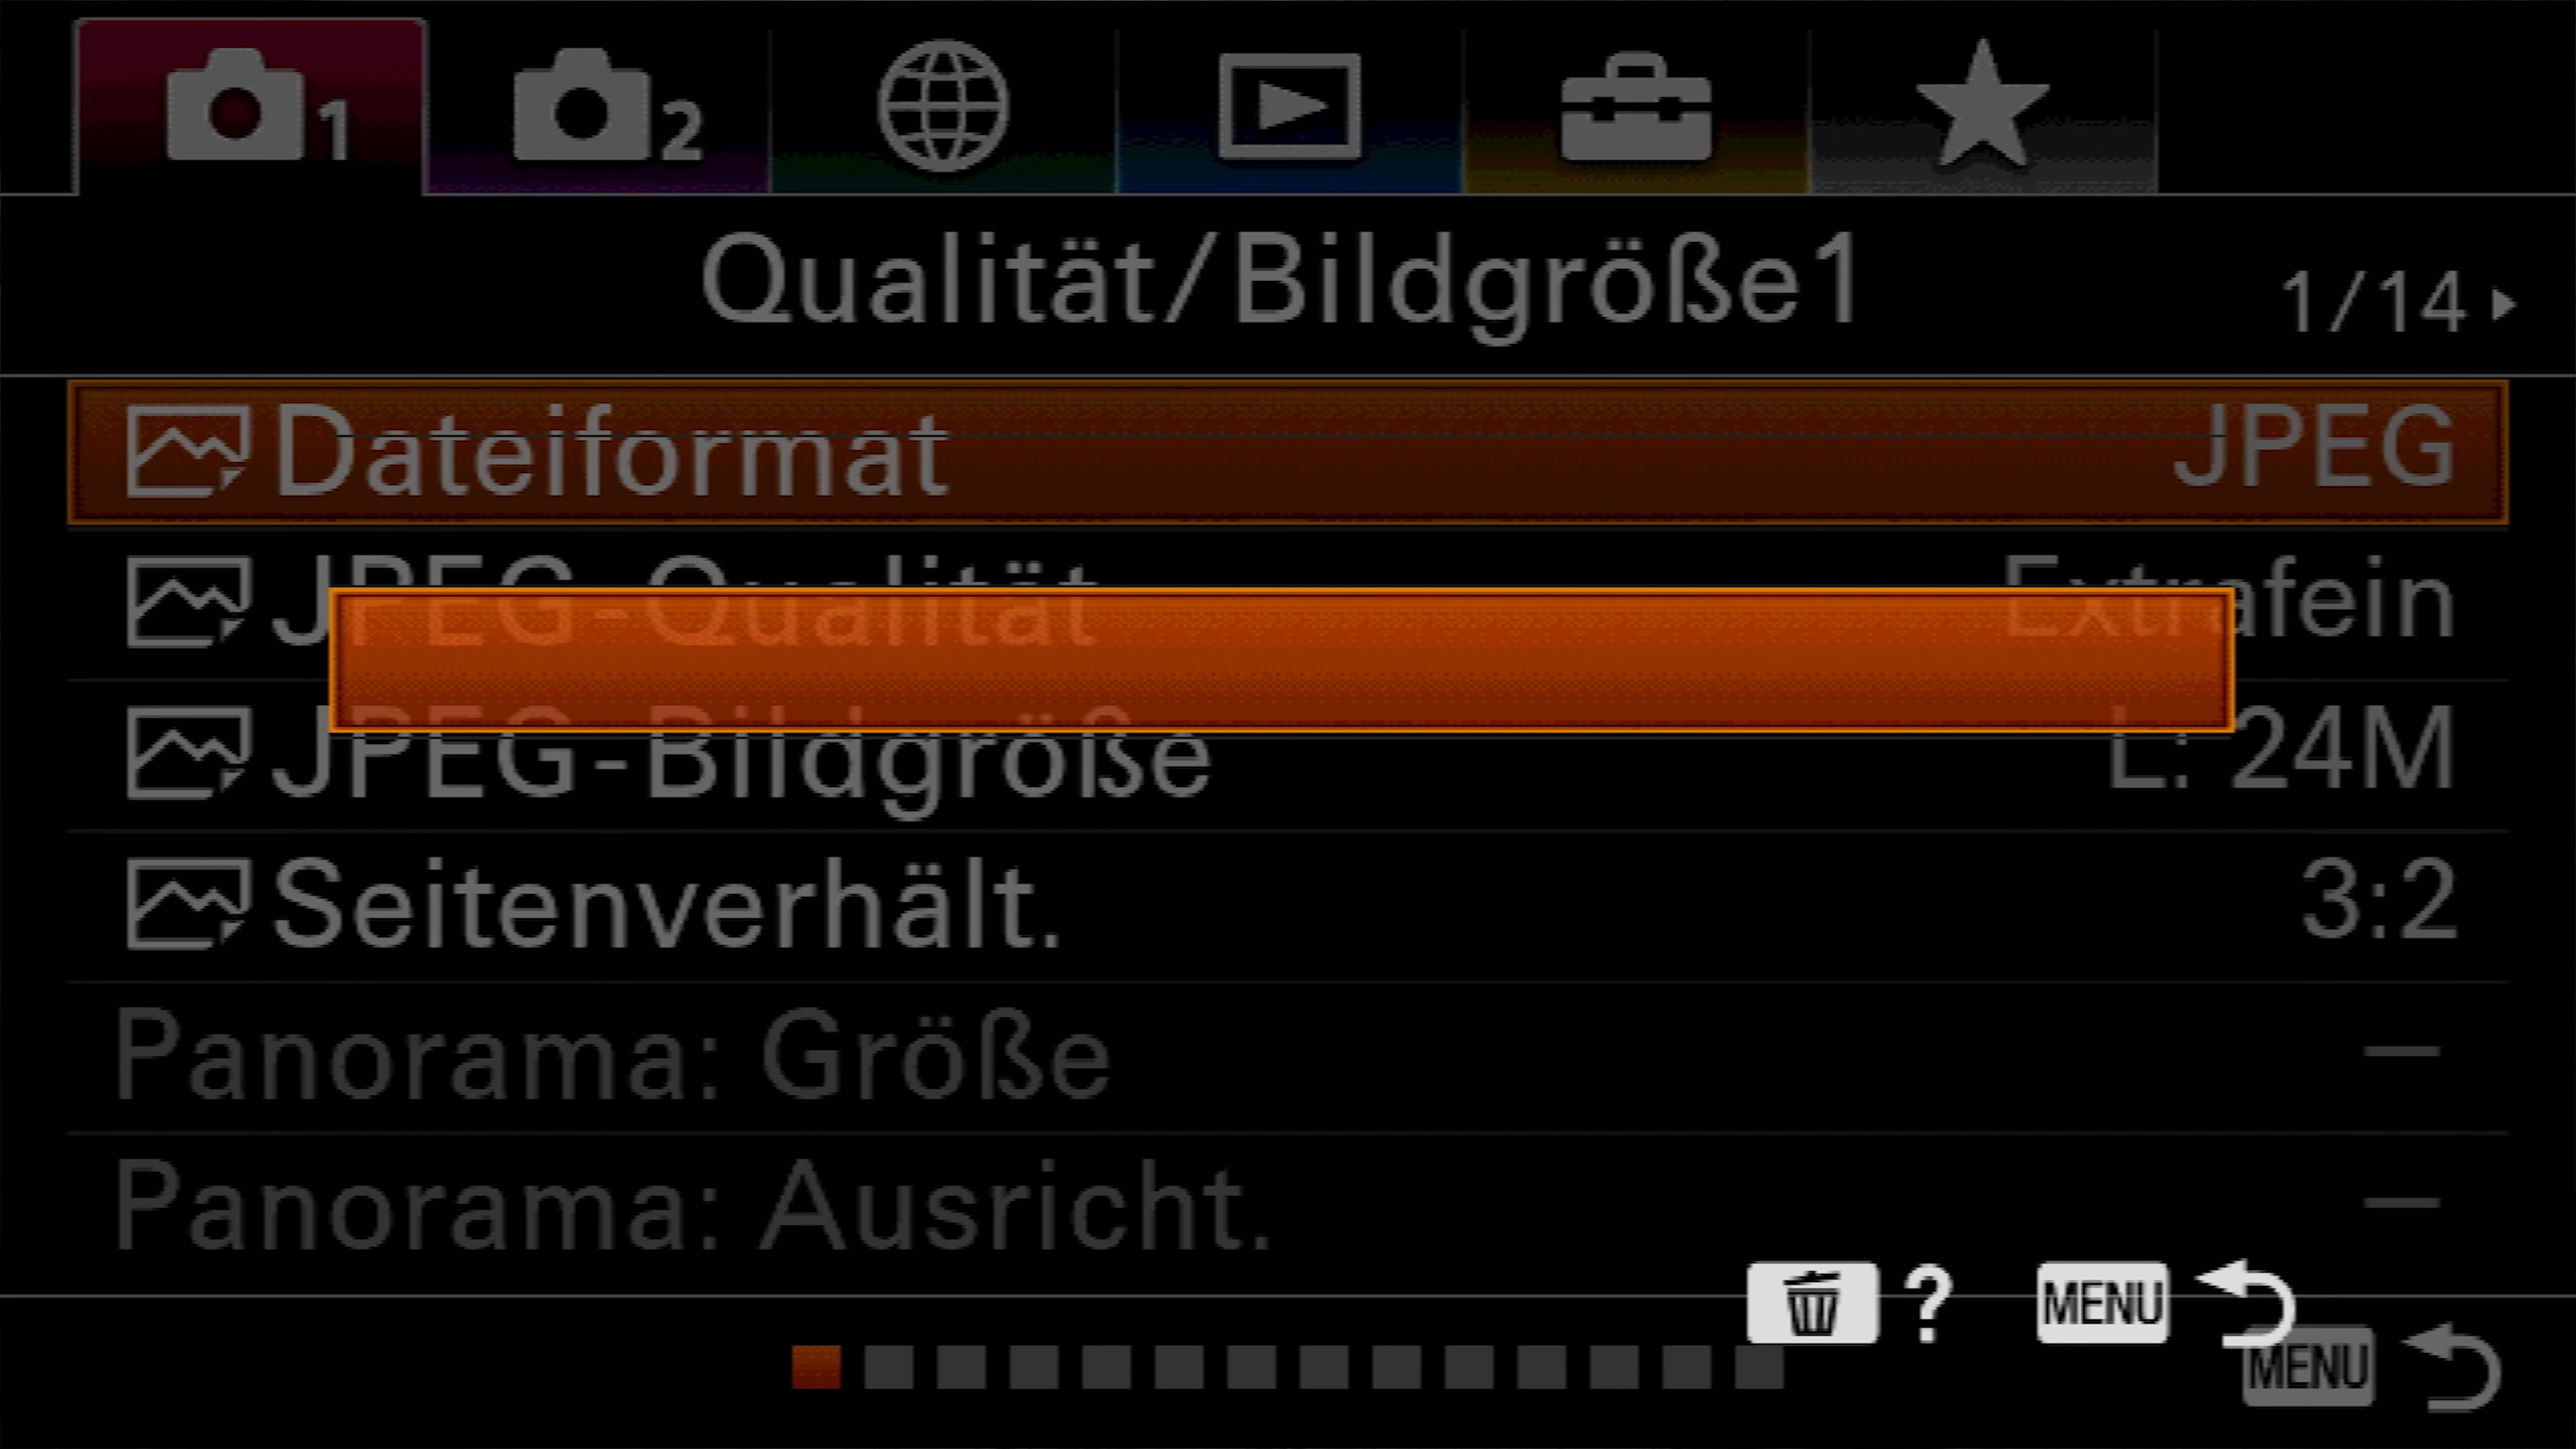 1
2
Qualität/Bildgröße1
1/14
Dateiformat JPEG
JPEG-Qualität Extrafein
JPEG-Bildgröße L: 24M
Seitenverhält. 3:2
Panorama: Größe –
Panorama: Ausricht. –
? MENU
MENU